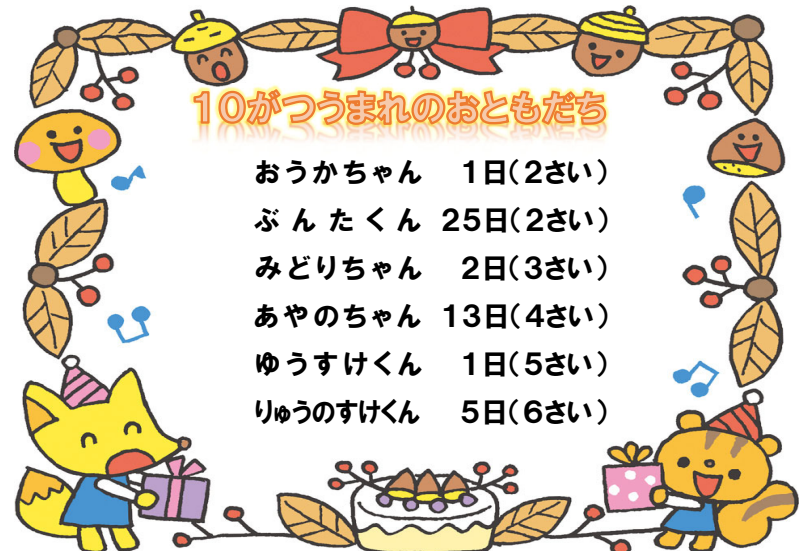 10がつうまれのおともだち
おうかちゃん　1日(2さい)
ぶんたくん　25日(2さい)
みどりちゃん　2日(3さい)
あやのちゃん　13日(4さい)
ゆうすけくん　1日(5さい)
りゅうのすけくん　5日(6さい)